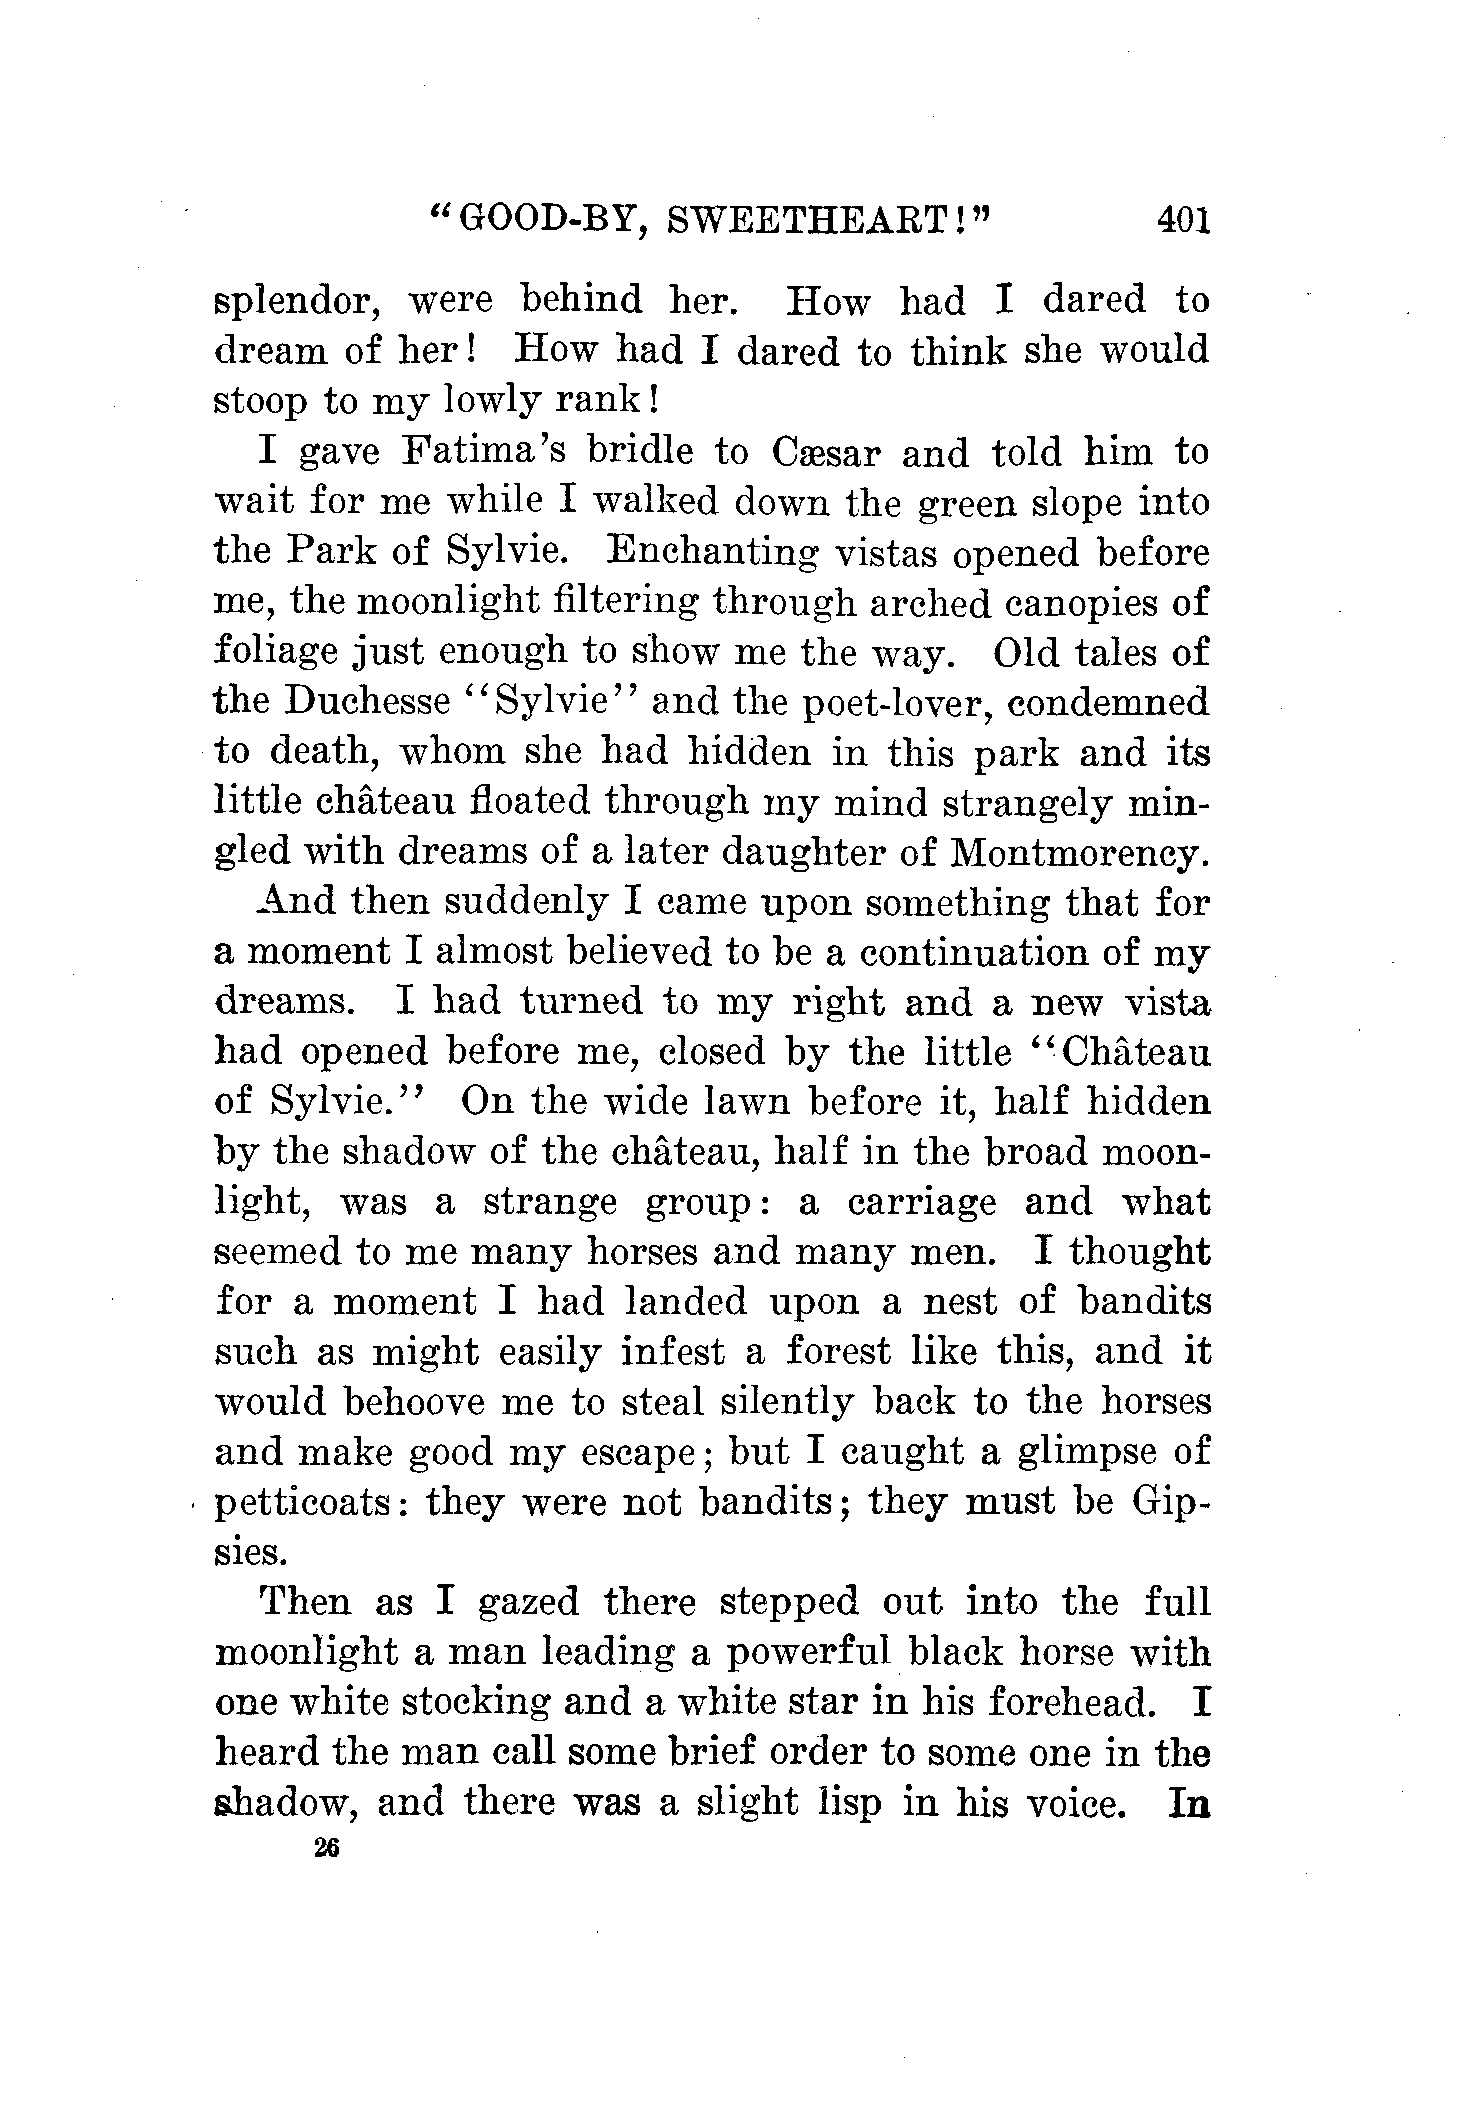 "GOOD-BY, SWEETHEART!" 401
splendor, were behind her. How had I dared to
dream of her! How had I dared to think she would
stoop to my lowly rank!
I gave Fatima's bridle to Cæsar and told him to
wait for me while I walked down the green slope into
the Park of Sylvie. Enchanting vistas opened before
me, the moonlight filtering through arched canopies of
foliage just enough to show me the way. Old tales of
the Duchesse "Sylvie" and the poet-lover, condemned
to death, whom she had hidden in this park and its
little château floated through my mind strangely min-
gled with dreams of a later daughter of Montmorency.
And then suddenly I came upon something that for
a moment I almost believed to be a continuation of my
dreams. I had turned to my right and a new vista
had opened before me, closed by the little "Château
of Sylvie." On the wide lawn before it, half hidden
by the shadow of the château, half in the broad moon-
light, was a strange group: a carriage and what
seemed to me many horses and many men. I thought
for a moment I had landed upon a nest of bandits
such as might easily infest a forest like this, and it
would behoove me to steal silently back to the horses
and make good my escape; but I caught a glimpse of
petticoats: they were not bandits; they must be Gip-
sies.
Then as I gazed there stepped out into the full
moonlight a man leading a powerful black horse with
one white stocking and a white star in his forehead. I
heard the man call some brief order to some one in the
shadow, and there was a slight lisp in his voice. In
26